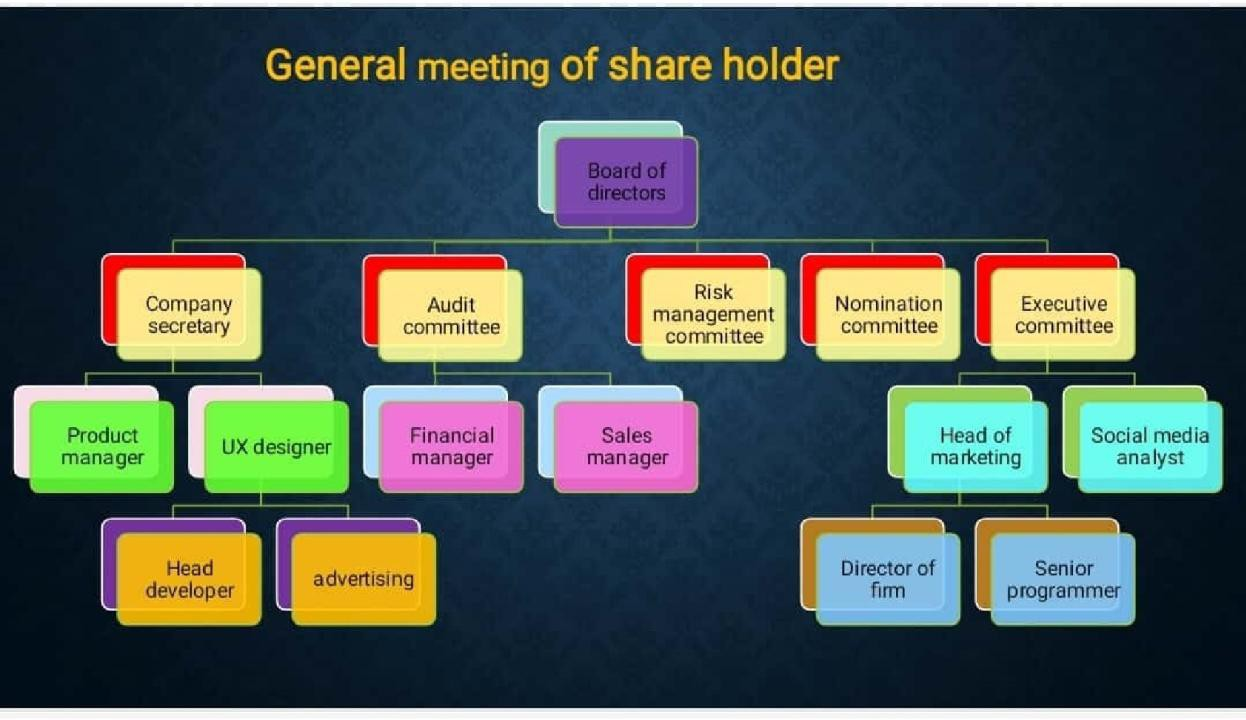 General meeting of share holder
Board of
directors
Company
secretary
Audit
committee
Risk
management
committee
Nomination
committee
Executive
committee
Product
manager
UX designer
Financial
manager
Sales
manager
Head of
marketing
Social media
analyst
Head
developer
advertising
Director of
firm
Senior
programmer